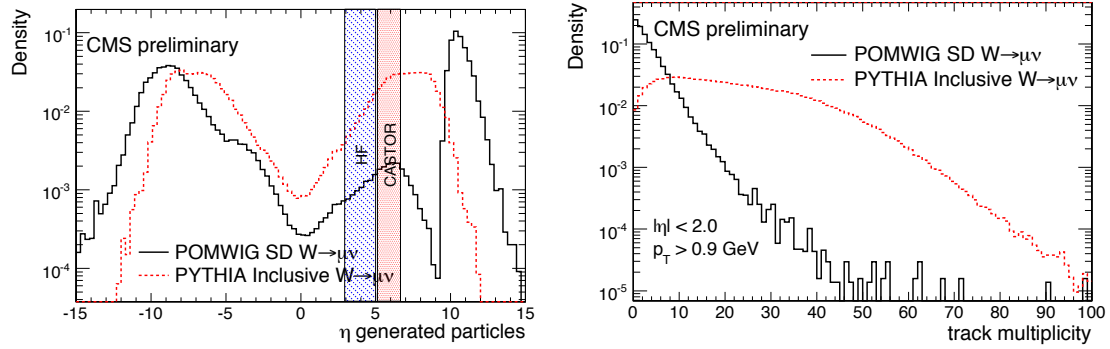 Density
CMS preliminary
10⁻¹
10⁻²
10⁻³
10⁻⁴
HF
CASTOR
POMWIG SD W→μν
PYTHIA Inclusive W→μν
-15 -10 -5 0 5 10 15
η generated particles
Density
CMS preliminary
POMWIG SD W→μν
PYTHIA Inclusive W→μν
10⁻¹
10⁻²
10⁻³
10⁻⁴
10⁻⁵
|η| < 2.0
p_T > 0.9 GeV
0 10 20 30 40 50 60 70 80 90 100
track multiplicity